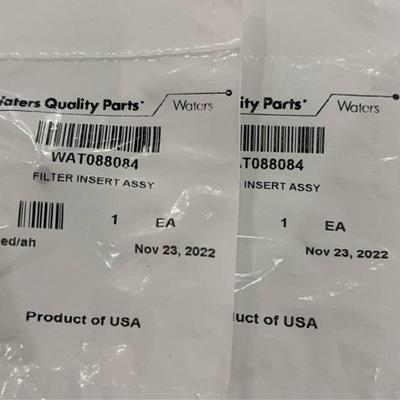 Waters Quality Parts· Waters
WAT088084
FILTER INSERT ASSY
1 EA
ed/ah
Nov 23, 2022
Product of USA
ity Parts· Waters
AT088084
INSERT ASSY
1 EA
Nov 23, 2022
uct of USA